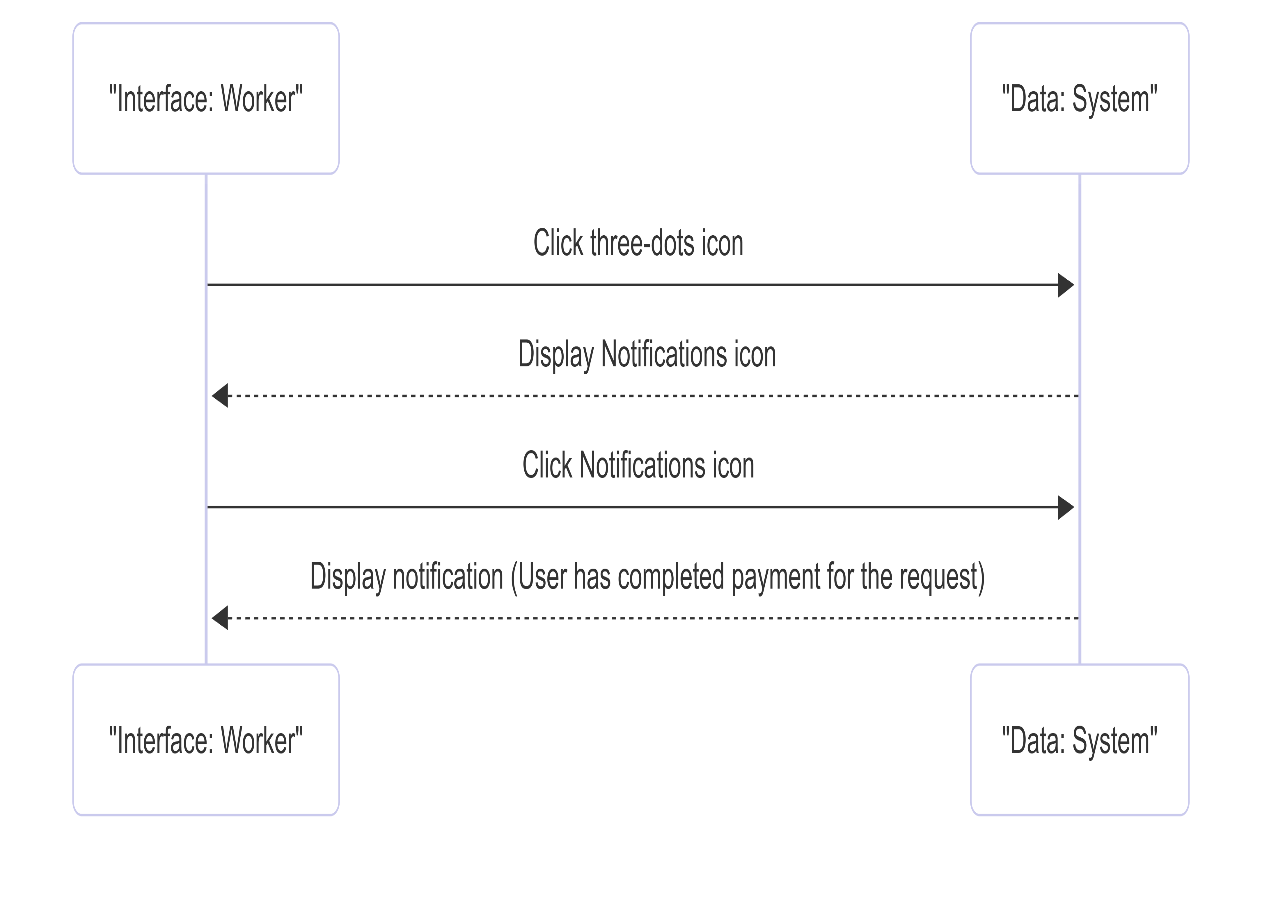 "Interface: Worker"
"Data: System"
Click three-dots icon
Display Notifications icon
Click Notifications icon
Display notification (User has completed payment for the request)
"Interface: Worker"
"Data: System"